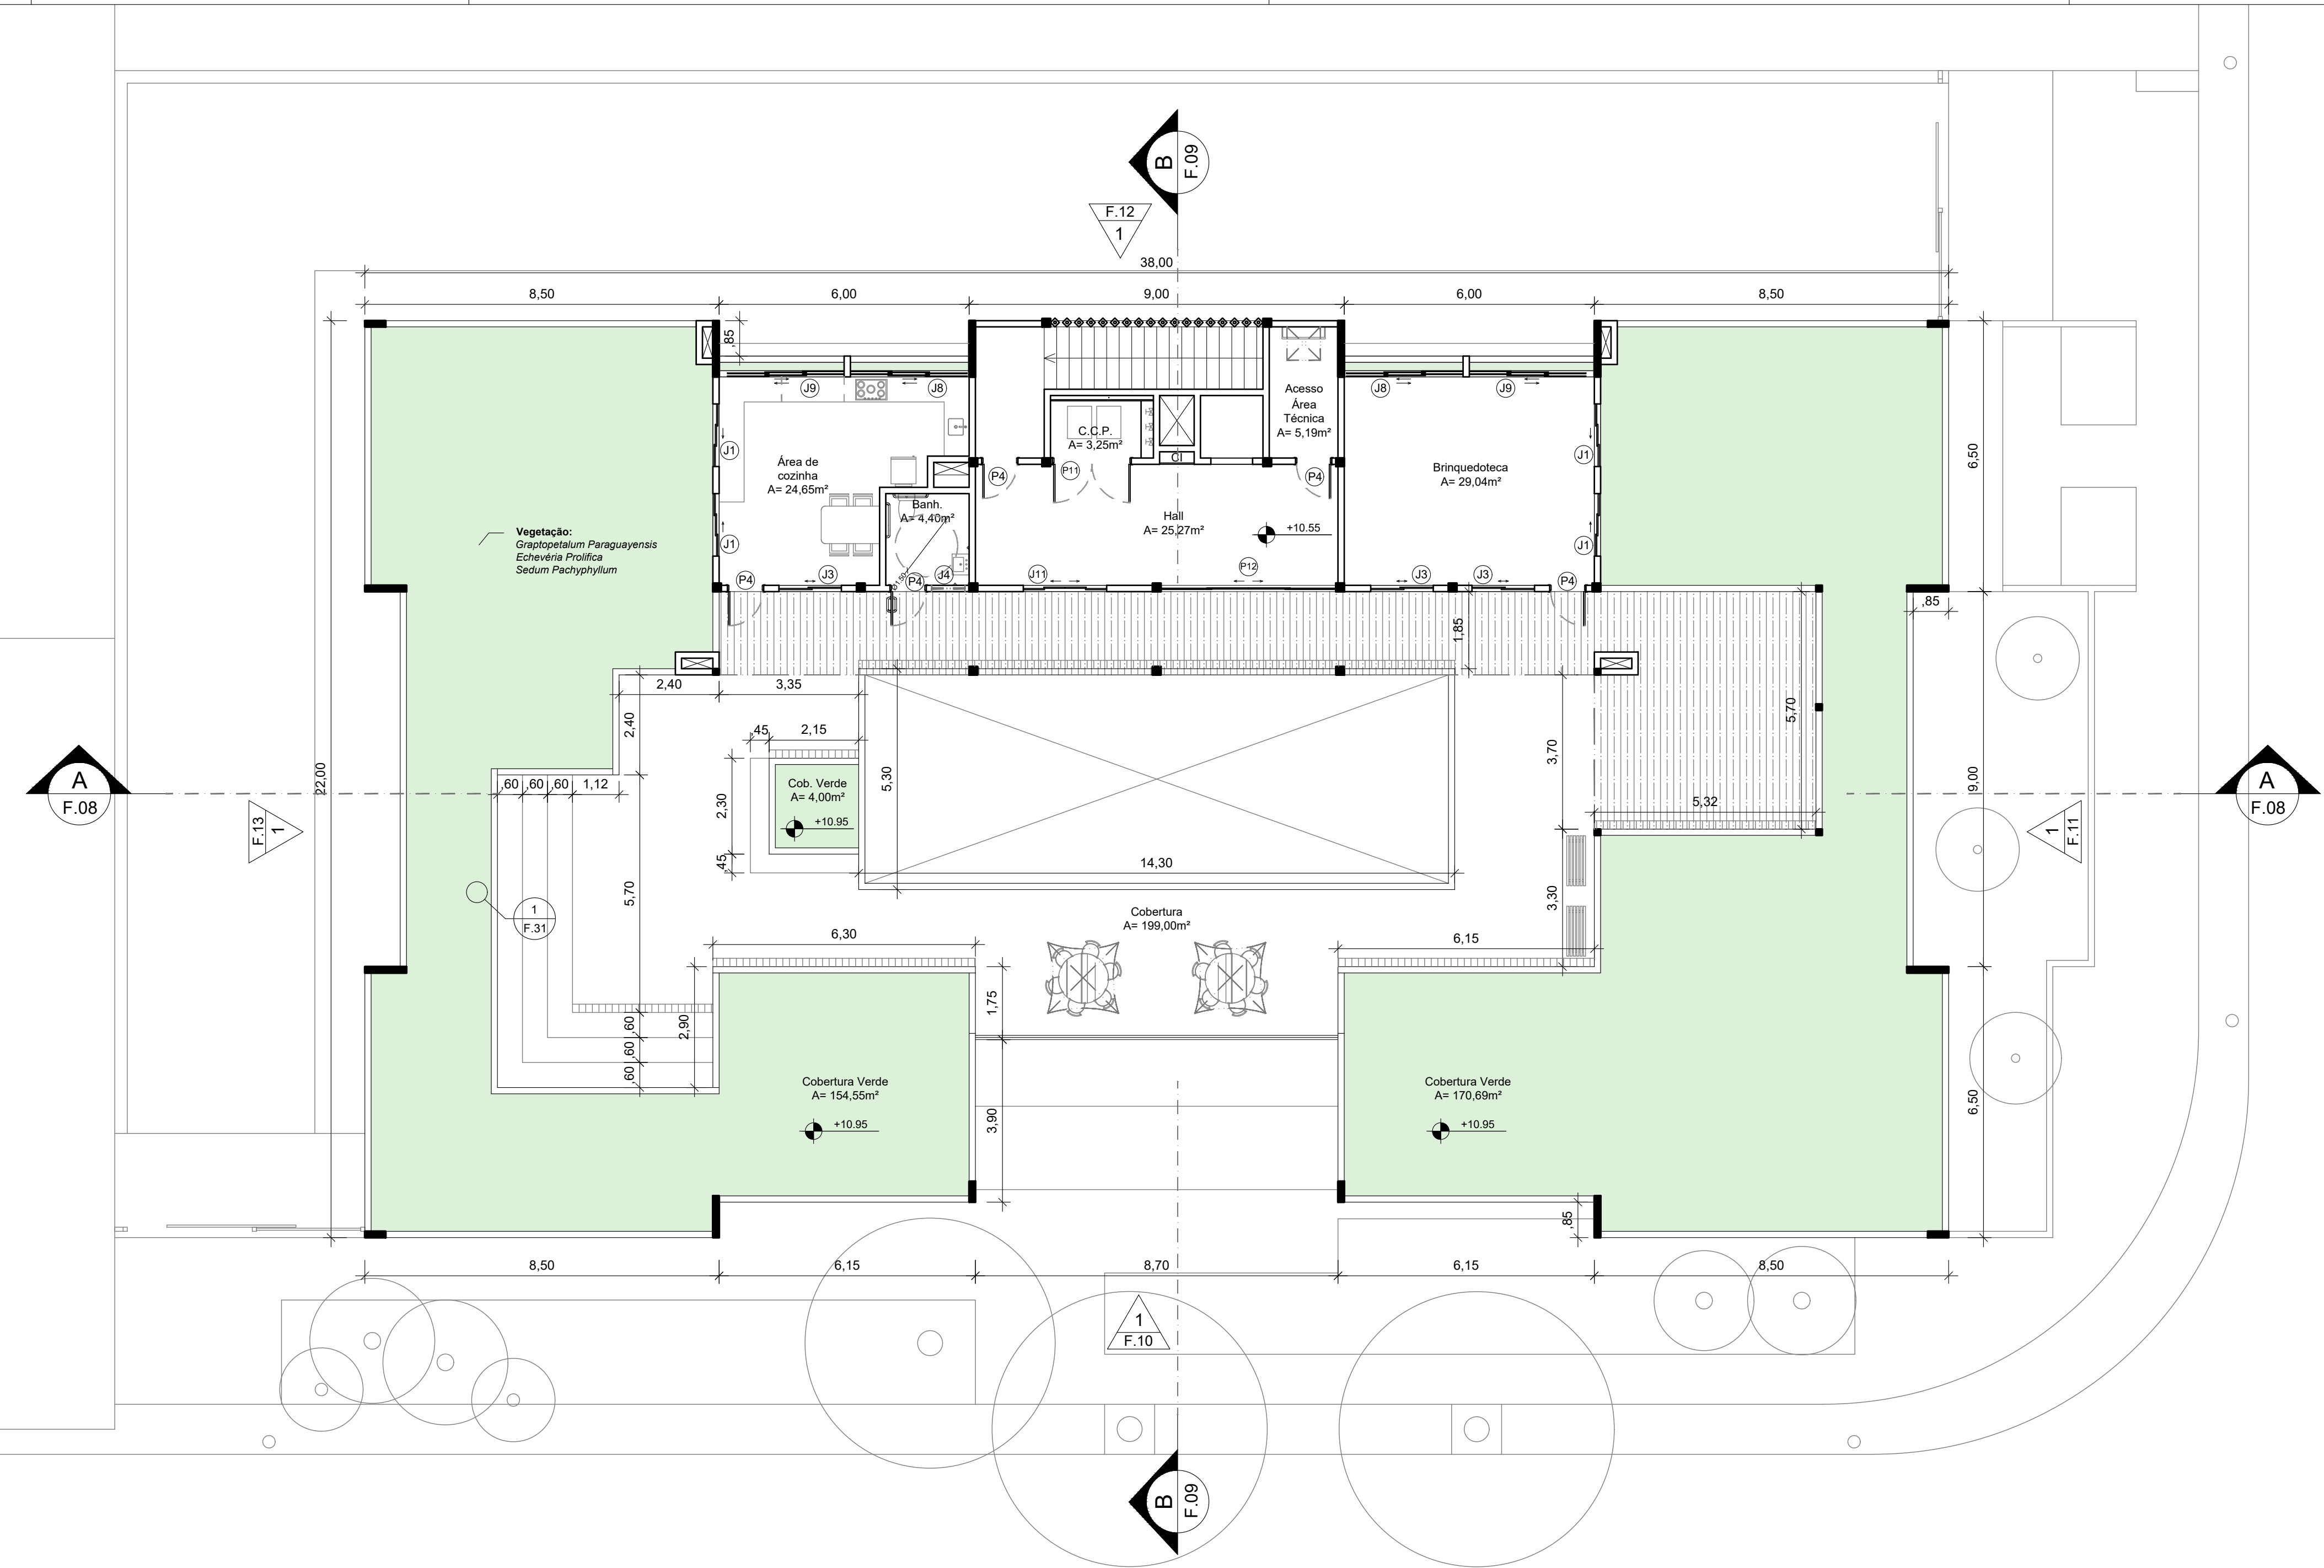 B
F.09
F.12
1
38,00
8,50
6,00
9,00
6,00
8,50
,85
J9
J8
J8
J9
Acesso
Área
Técnica
A= 5,19m²
C.C.P.
A= 3,25m²
CI
J1
J1
Área de
cozinha
A= 24,65m²
Brinquedoteca
A= 29,04m²
6,50
P4
P11
P4
Banh.
A= 4,40m²
Hall
A= 25,27m²
+10.55
Vegetação:
Graptopetalum Paraguayensis
Echevéria Prolífica
Sedum Pachyphyllum
J1
J1
P4
J3
Ø1.50
P4
J4
J11
P12
J3
J3
P4
,85
1,85
2,40
3,35
2,40
5,70
,45
2,15
3,70
5,30
22,00
A
F.08
,60
,60
,60
1,12
Cob. Verde
A= 4,00m²
+10.95
2,30
5,32
9,00
A
F.08
F.13
1
1
F.11
,45
14,30
5,70
3,30
1
F.31
Cobertura
A= 199,00m²
6,30
6,15
1,75
,60
,60
,60
2,90
Cobertura Verde
A= 154,55m²
+10.95
3,90
Cobertura Verde
A= 170,69m²
+10.95
6,50
,85
8,50
6,15
8,70
6,15
8,50
1
F.10
B
F.09